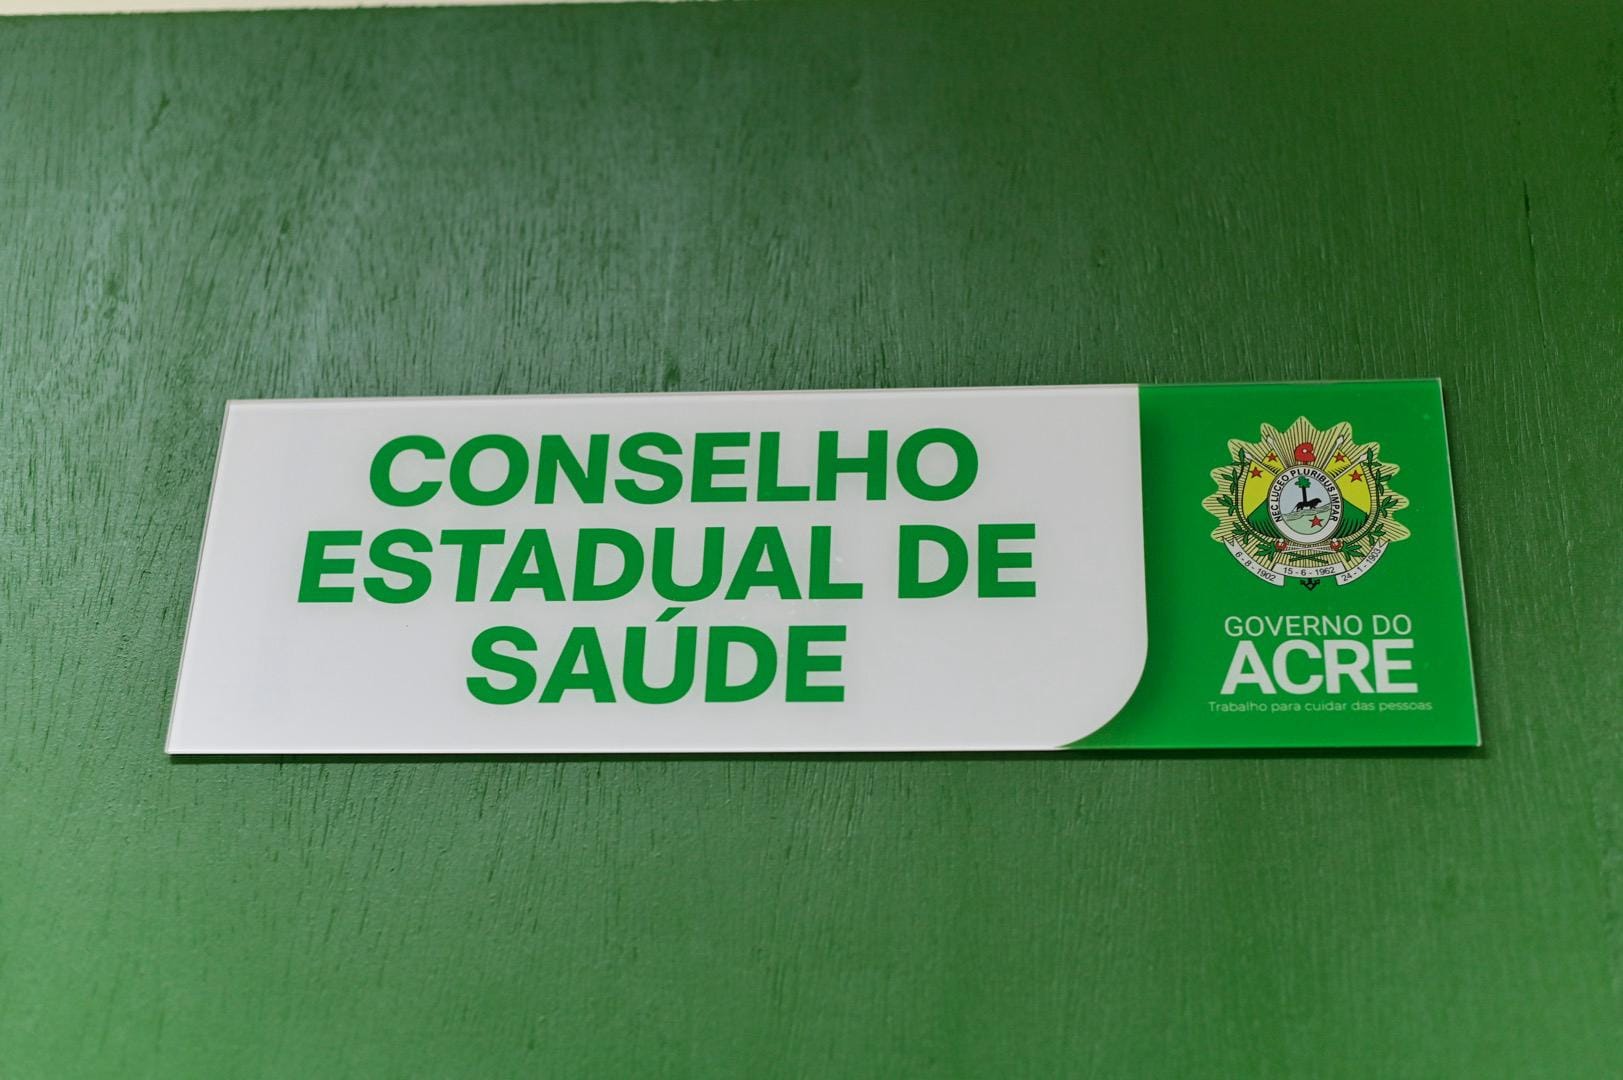 CONSELHO
ESTADUAL DE
SAÚDE
NEC LUCEO PLURIBUS IMPAR
6 - 8 - 1902 15 - 6 - 1962 24 - 1 - 1903
GOVERNO DO
ACRE
Trabalho para cuidar das pessoas